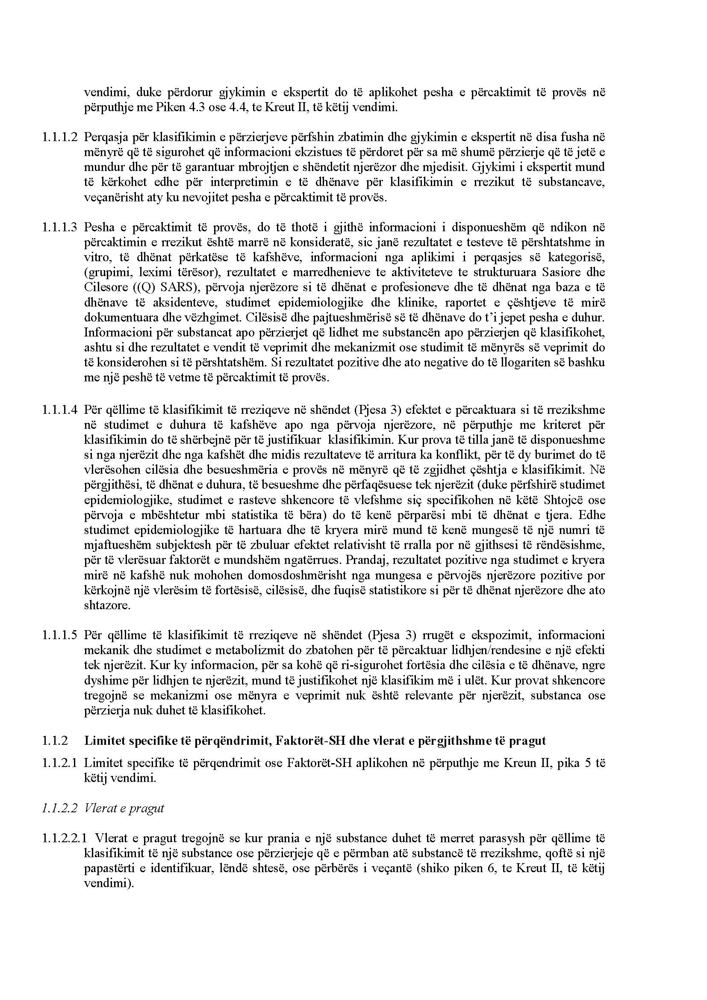 vendimi, duke përdorur gjykimin e ekspertit do të aplikohet pesha e përcaktimit të provës në
përputhje me Piken 4.3 ose 4.4, te Kreut II, të këtij vendimi.
1.1.1.2 Perqasja për klasifikimin e përzierjeve përfshin zbatimin dhe gjykimin e ekspertit në disa fusha në
mënyrë që të sigurohet që informacioni ekzistues të përdoret për sa më shumë përzierje që të jetë e
mundur dhe për të garantuar mbrojtjen e shëndetit njerëzor dhe mjedisit. Gjykimi i ekspertit mund
të kërkohet edhe për interpretimin e të dhënave për klasifikimin e rrezikut të substancave,
veçanërisht aty ku nevojitet pesha e përcaktimit të provës.
1.1.1.3 Pesha e përcaktimit të provës, do të thotë i gjithë informacioni i disponueshëm që ndikon në
përcaktimin e rrezikut është marrë në konsideratë, sic janë rezultatet e testeve të përshtatshme in
vitro, të dhënat përkatëse të kafshëve, informacioni nga aplikimi i perqasjes së kategorisë,
(grupimi, leximi tërësor), rezultatet e marredhenieve te aktiviteteve te strukturuara Sasiore dhe
Cilesore ((Q) SARS), përvoja njerëzore si të dhënat e profesioneve dhe të dhënat nga baza e të
dhënave të aksidenteve, studimet epidemiologjike dhe klinike, raportet e çështjeve të mirë
dokumentuara dhe vëzhgimet. Cilësisë dhe pajtueshmërisë së të dhënave do t’i jepet pesha e duhur.
Informacioni për substancat apo përzierjet që lidhet me substancën apo përzierjen që klasifikohet,
ashtu si dhe rezultatet e vendit të veprimit dhe mekanizmit ose studimit të mënyrës së veprimit do
të konsiderohen si të përshtatshëm. Si rezultatet pozitive dhe ato negative do të llogariten së bashku
me një peshë të vetme të përcaktimit të provës.
1.1.1.4 Për qëllime të klasifikimit të rreziqeve në shëndet (Pjesa 3) efektet e përcaktuara si të rrezikshme
në studimet e duhura të kafshëve apo nga përvoja njerëzore, në përputhje me kriteret për
klasifikimin do të shërbejnë për të justifikuar  klasifikimin. Kur prova të tilla janë të disponueshme
si nga njerëzit dhe nga kafshët dhe midis rezultateve të arritura ka konflikt, për të dy burimet do të
vlerësohen cilësia dhe besueshmëria e provës në mënyrë që të zgjidhet çështja e klasifikimit. Në
përgjithësi, të dhënat e duhura, të besueshme dhe përfaqësuese tek njerëzit (duke përfshirë studimet
epidemiologjike, studimet e rasteve shkencore të vlefshme siç specifikohen në këtë Shtojcë ose
përvoja e mbështetur mbi statistika të bëra) do të kenë përparësi mbi të dhënat e tjera. Edhe
studimet epidemiologjike të hartuara dhe të kryera mirë mund të kenë mungesë të një numri të
mjaftueshëm subjektesh për të zbuluar efektet relativisht të rralla por në gjithsesi të rëndësishme,
për të vlerësuar faktorët e mundshëm ngatërrues. Prandaj, rezultatet pozitive nga studimet e kryera
mirë në kafshë nuk mohohen domosdoshmërisht nga mungesa e përvojës njerëzore pozitive por
kërkojnë një vlerësim të fortësisë, cilësisë, dhe fuqisë statistikore si për të dhënat njerëzore dhe ato
shtazore.
1.1.1.5 Për qëllime të klasifikimit të rreziqeve në shëndet (Pjesa 3) rrugët e ekspozimit, informacioni
mekanik dhe studimet e metabolizmit do zbatohen për të përcaktuar lidhjen/rendesine e një efekti
tek njerëzit. Kur ky informacion, për sa kohë që ri-sigurohet fortësia dhe cilësia e të dhënave, ngre
dyshime për lidhjen te njerëzit, mund të justifikohet një klasifikim më i ulët. Kur provat shkencore
tregojnë se mekanizmi ose mënyra e veprimit nuk është relevante për njerëzit, substanca ose
përzierja nuk duhet të klasifikohet.
1.1.2 Limitet specifike të përqëndrimit, Faktorët-SH dhe vlerat e përgjithshme të pragut
1.1.2.1 Limitet specifike të përqendrimit ose Faktorët-SH aplikohen në përputhje me Kreun II, pika 5 të
këtij vendimi.
1.1.2.2 Vlerat e pragut
1.1.2.2.1 Vlerat e pragut tregojnë se kur prania e një substance duhet të merret parasysh për qëllime të
klasifikimit të një substance ose përzierjeje që e përmban atë substancë të rrezikshme, qoftë si një
papastërti e identifikuar, lëndë shtesë, ose përbërës i veçantë (shiko piken 6, te Kreut II, të këtij
vendimi).